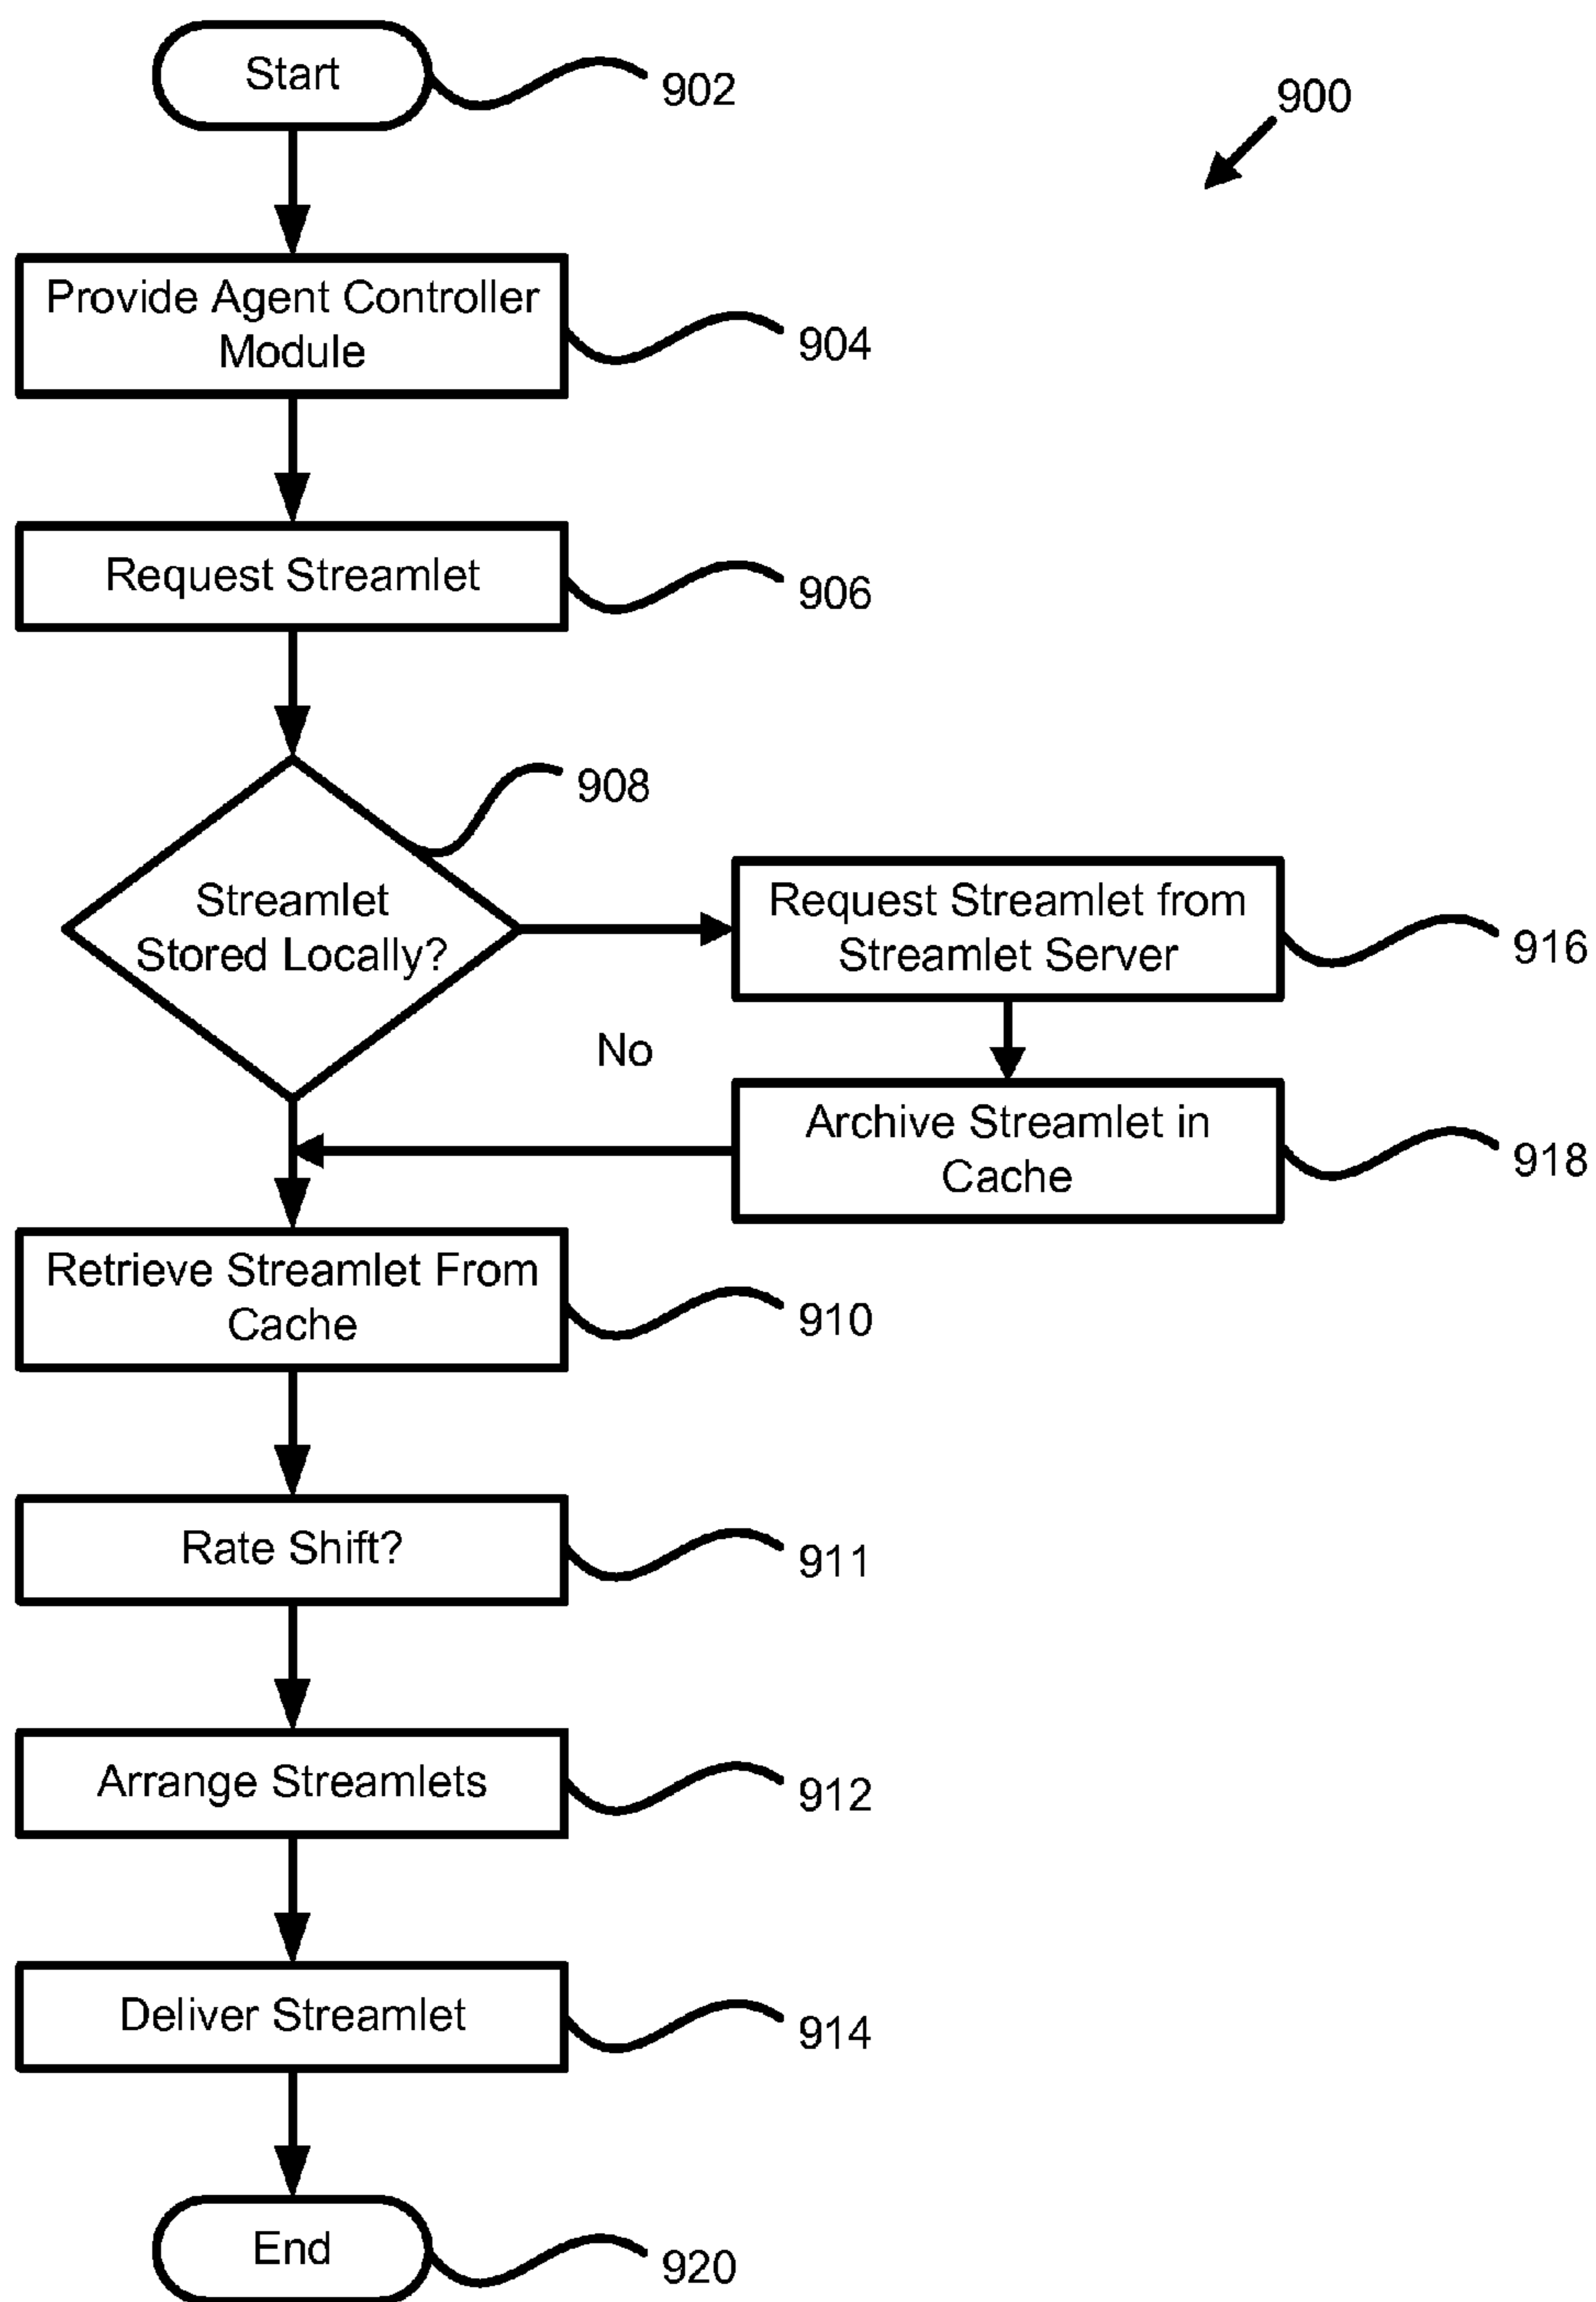 Start
902
900
Provide Agent Controller
Module
904
Request Streamlet
906
908
Streamlet
Stored Locally?
Request Streamlet from
Streamlet Server
916
No
Archive Streamlet in
Cache
918
Retrieve Streamlet From
Cache
910
Rate Shift?
911
Arrange Streamlets
912
Deliver Streamlet
914
End
920